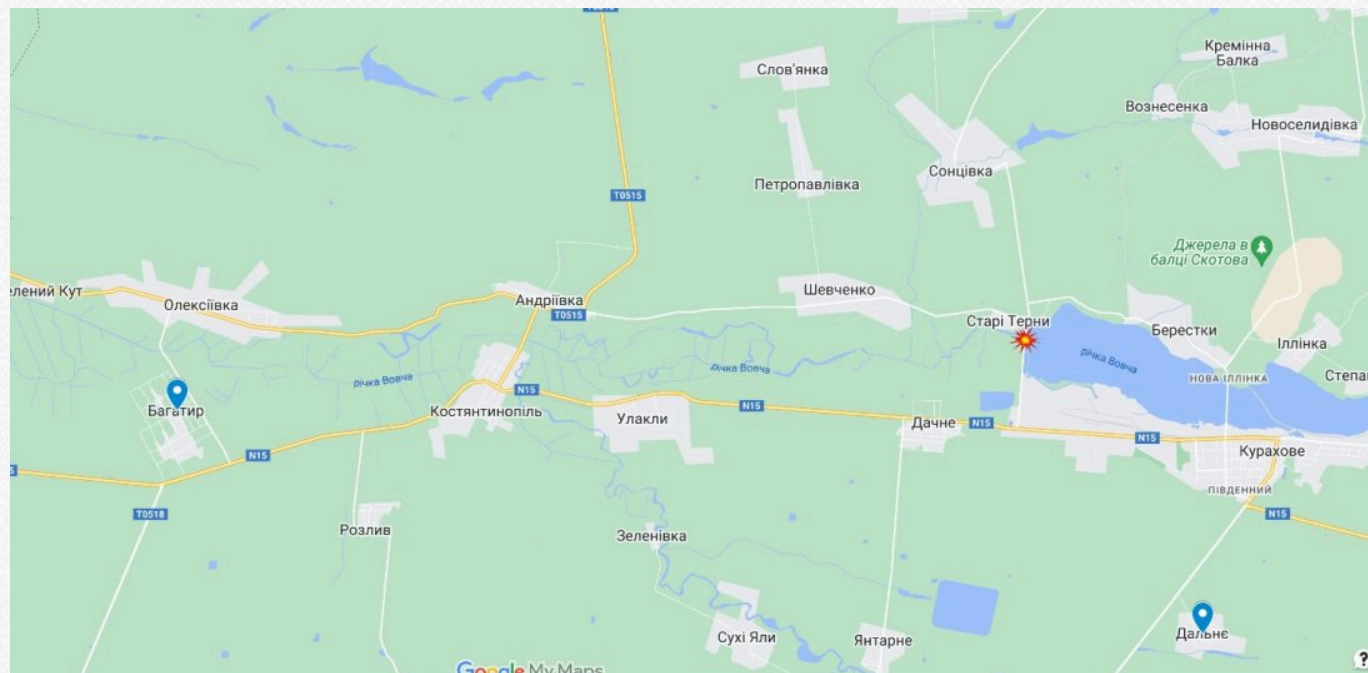 Слов'янка
Кремінна
Балка
Вознесенка
Новоселидівка
Сонцівка
Петропавлівка
T0515
Джерела в
балці Скотова
елений Кут
Олексіївка
Андріївка
T0515
Шевченко
Старі Терни
Берестки
Іллінка
річка Вовча
річка Вовча
річка Вовча
НОВА ІЛЛІНКА
Степа
Багатир
Костянтинопіль
N15
Улакли
N15
Дачне
N15
N15
Курахове
N15
ПІВДЕННИЙ
T0518
Розлив
N15
Зеленівка
Сухі Яли
Янтарне
Дальнє
Google My Maps
?